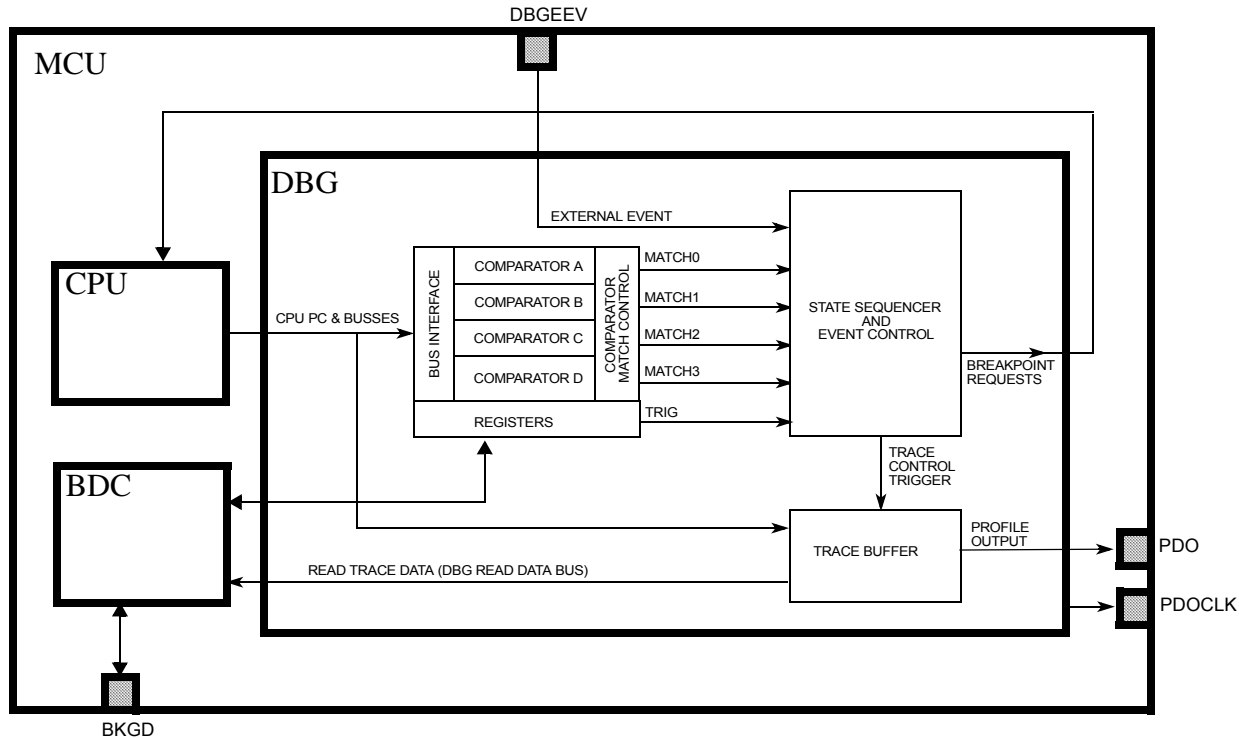 DBGEEV
MCU
DBG
EXTERNAL EVENT
CPU
CPU PC & BUSSES
BUS INTERFACE
COMPARATOR A
COMPARATOR B
COMPARATOR C
COMPARATOR D
COMPARATOR
MATCH CONTROL
REGISTERS
MATCH0
MATCH1
MATCH2
MATCH3
TRIG
STATE SEQUENCER
AND
EVENT CONTROL
BREAKPOINT
REQUESTS
TRACE
CONTROL
TRIGGER
BDC
TRACE BUFFER
PROFILE
OUTPUT
PDO
READ TRACE DATA (DBG READ DATA BUS)
PDOCLK
BKGD